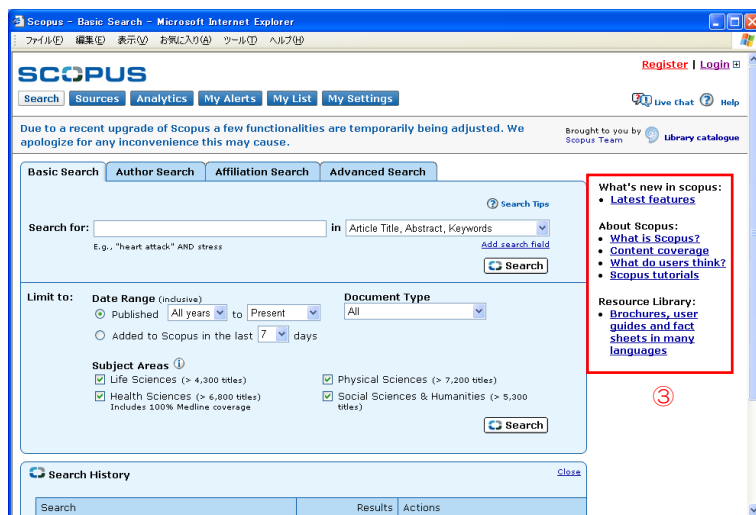 Scopus - Basic Search - Microsoft Internet Explorer
ファイル(F) 編集(E) 表示(V) お気に入り(A) ツール(T) ヘルプ(H)
Register | Login
SCOPUS
Search Sources Analytics My Alerts My List My Settings
Live Chat Help
Due to a recent upgrade of Scopus a few functionalities are temporarily being adjusted. We
apologize for any inconvenience this may cause.
Brought to you by
Scopus Team
Library catalogue
Basic Search Author Search Affiliation Search Advanced Search
Search Tips
Search for: in Article Title, Abstract, Keywords
E.g., "heart attack" AND stress
Add search field
Search
Limit to:
Date Range (inclusive)
Document Type
Published All years to Present
All
Added to Scopus in the last 7 days
Subject Areas
Life Sciences (> 4,300 titles)
Physical Sciences (> 7,200 titles)
Health Sciences (> 6,800 titles)
Includes 100% Medline coverage
Social Sciences & Humanities (> 5,300
titles)
Search
Search History
Close
Search Results Actions
What's new in scopus:
• Latest features
About Scopus:
• What is Scopus?
• Content coverage
• What do users think?
• Scopus tutorials
Resource Library:
• Brochures, user
guides and fact
sheets in many
languages
③